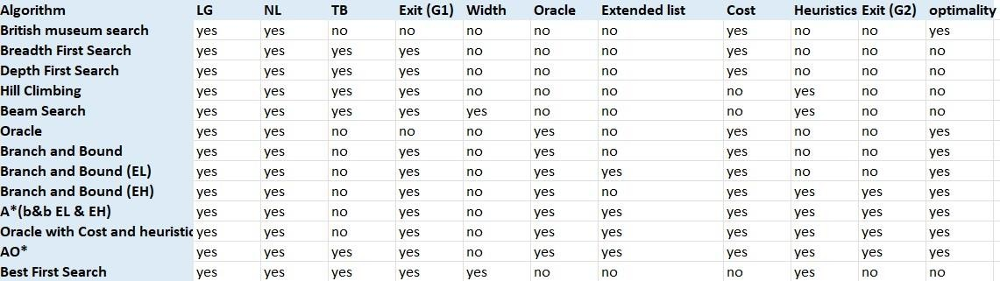 Algorithm LG NL TB Exit (G1) Width Oracle Extended list Cost Heuristics Exit (G2) optimality
British museum search yes yes no no no no no yes no no yes
Breadth First Search yes yes yes yes no no no yes no no no
Depth First Search yes yes yes yes no no no yes no no no
Hill Climbing yes yes yes yes no no no no yes no no
Beam Search yes yes yes yes yes no no no yes no no
Oracle yes yes no no no yes no yes no no yes
Branch and Bound yes yes no yes no yes no yes no no yes
Branch and Bound (EL) yes yes no yes no yes yes yes no no yes
Branch and Bound (EH) yes yes no yes no yes no yes yes yes yes
A*(b&b EL & EH) yes yes no yes no yes yes yes yes yes yes
Oracle with Cost and heuristic yes yes no yes no yes yes yes yes yes yes
AO* yes yes yes yes no yes yes yes yes yes yes
Best First Search yes yes yes yes yes no no no yes no no